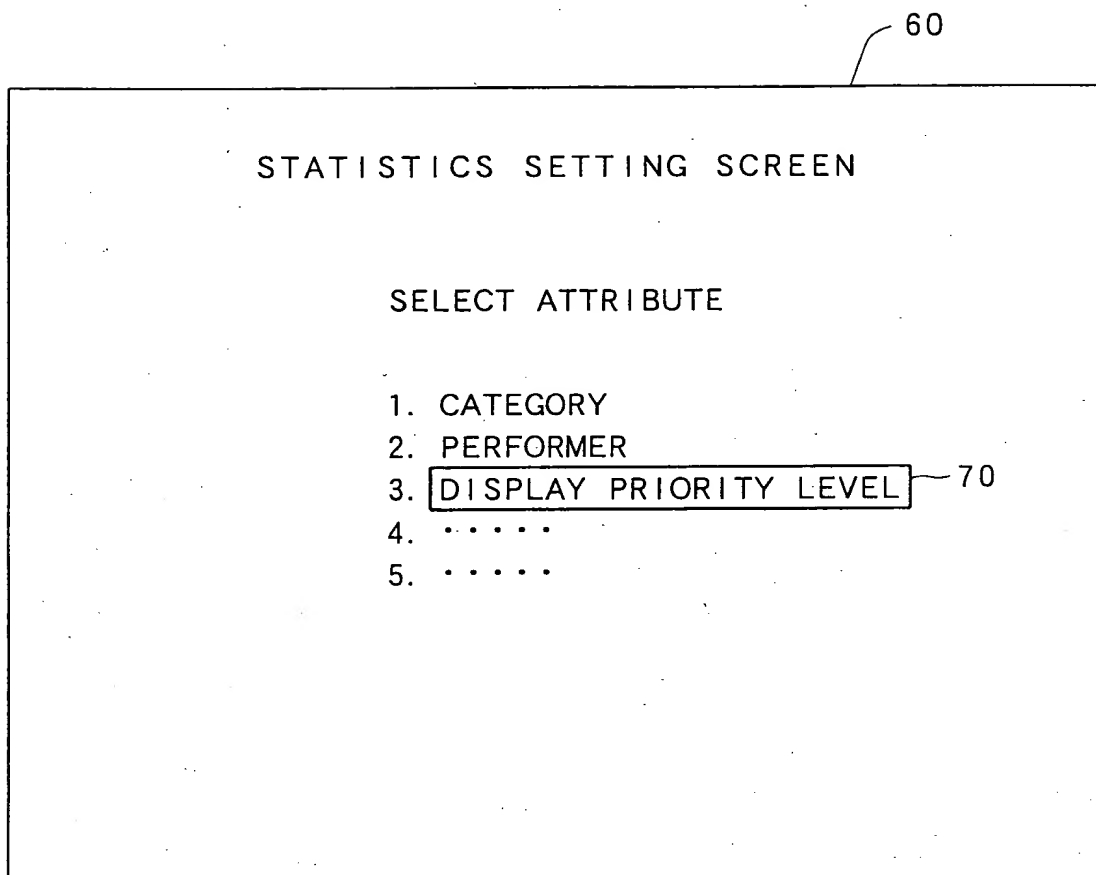 60
STATISTICS SETTING SCREEN
SELECT ATTRIBUTE
1. CATEGORY
2. PERFORMER
3. DISPLAY PRIORITY LEVEL 70
4. ・・・・・
5. ・・・・・